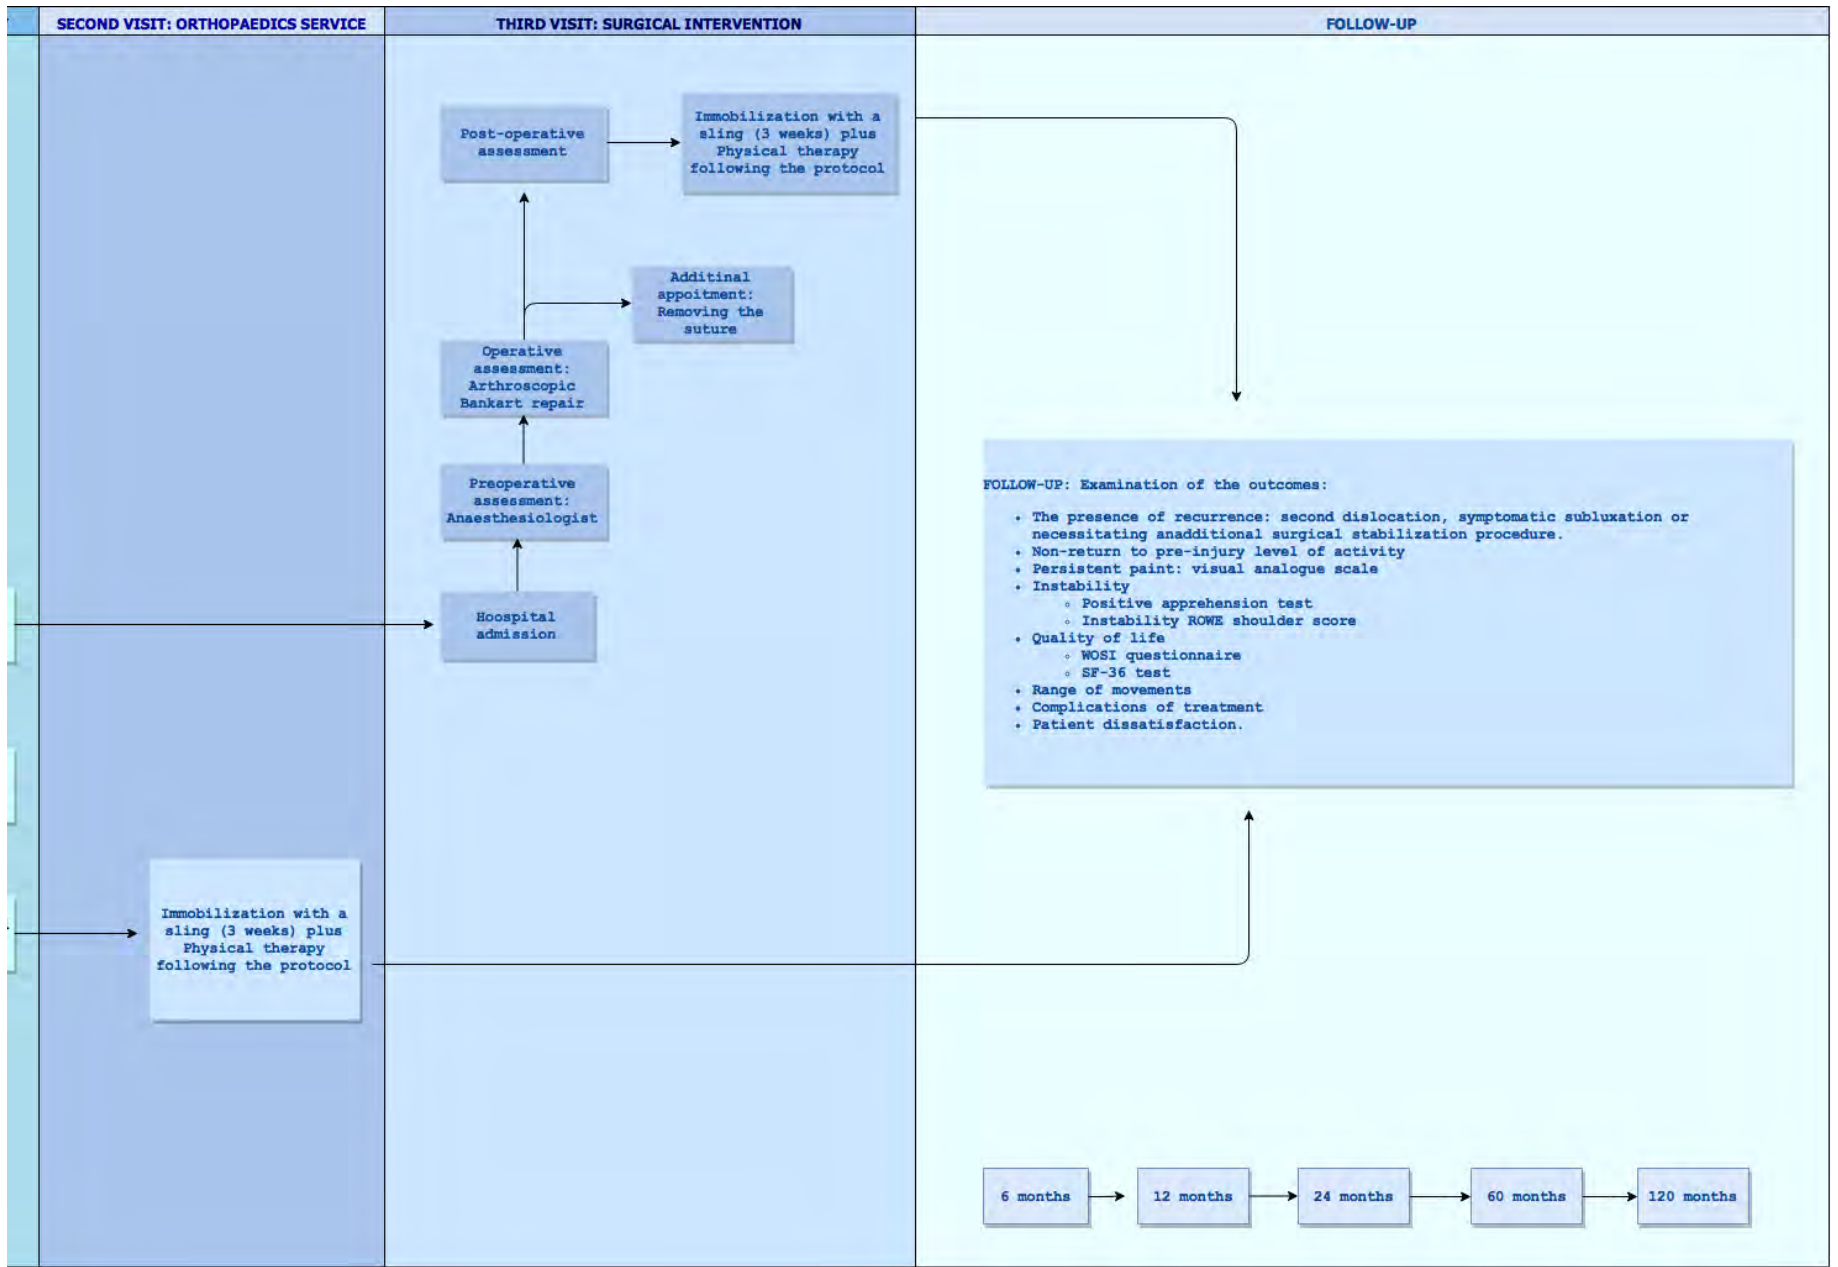 SECOND VISIT: ORTHOPAEDICS SERVICE
THIRD VISIT: SURGICAL INTERVENTION
FOLLOW-UP
Post-operative
assessment
Immobilization with a
sling (3 weeks) plus
Physical therapy
following the protocol
Additinal
appoitment:
Removing the
suture
Operative
assessment:
Arthroscopic
Bankart repair
Preoperative
assessment:
Anaesthesiologist
Hoospital
admission
Immobilization with a
sling (3 weeks) plus
Physical therapy
following the protocol
FOLLOW-UP: Examination of the outcomes:
• The presence of recurrence: second dislocation, symptomatic subluxation or
necessitating anadditional surgical stabilization procedure.
• Non-return to pre-injury level of activity
• Persistent paint: visual analogue scale
• Instability
◦ Positive apprehension test
◦ Instability ROWE shoulder score
• Quality of life
◦ WOSI questionnaire
◦ SF-36 test
• Range of movements
• Complications of treatment
• Patient dissatisfaction.
6 months
12 months
24 months
60 months
120 months